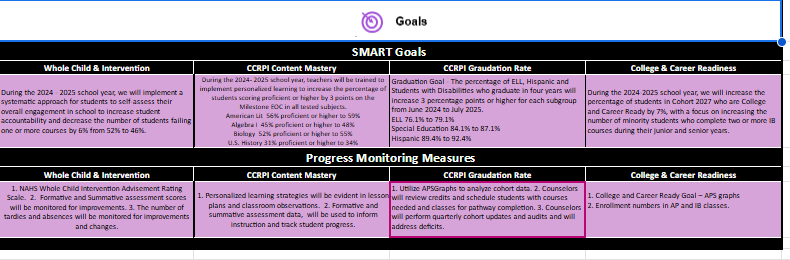 Goals
SMART Goals
Whole Child & Intervention
CCRPI Content Mastery
CCRPI Graudation Rate
College & Career Readiness
During the 2024 - 2025 school year, we will implement a
systematic approach for students to self-assess their
overall engagement in school to increase student
accountability and decrease the number of students failing
one or more courses by 6% from 52% to 46%.
During the 2024- 2025 school year, teachers will be trained to
implement personalized learning to increase the percentage of
students scoring proficient or higher by 3 points on the
Milestone EOC in all tested subjects.
American Lit 56% proficient or higher to 59%
Algebra I 45% proficient or higher to 48%
Biology 52% proficient or higher to 55%
U.S. History 31% proficient or higher to 34%
Graduation Goal - The percentage of ELL, Hispanic and
Students with Disabilities who graduate in four years will
increase 3 percentage points or higher for each subgroup
from June 2024 to July 2025.
ELL 76.1% to 79.1%
Special Education 84.1% to 87.1%
Hispanic 89.4% to 92.4%
During the 2024-2025 school year, we will increase the
percentage of students in Cohort 2027 who are College
and Career Ready by 7%, with a focus on increasing the
number of minority students who complete two or more IB
courses during their junior and senior years.
Progress Monitoring Measures
Whole Child & Intervention
CCRPI Content Mastery
CCRPI Graudation Rate
College & Career Readiness
1. NAHS Whole Child Intervention Advisement Rating
Scale. 2. Formative and Summative assessment scores
will be monitored for improvements. 3. The number of
tardies and absences will be monitored for improvements
and changes.
1. Personalized learning strategies will be evident in lesson
plans and classroom observations. 2. Formative and
summative assessment data, will be used to inform
instruction and track student progress.
1. Utilize APSGraphs to analyze cohort data. 2. Counselors
will review credits and schedule students with courses
needed and classes for pathway completion. 3. Counselors
will perform quarterly cohort updates and audits and will
address deficits.
1. College and Career Ready Goal – APS graphs
2. Enrollment numbers in AP and IB classes.